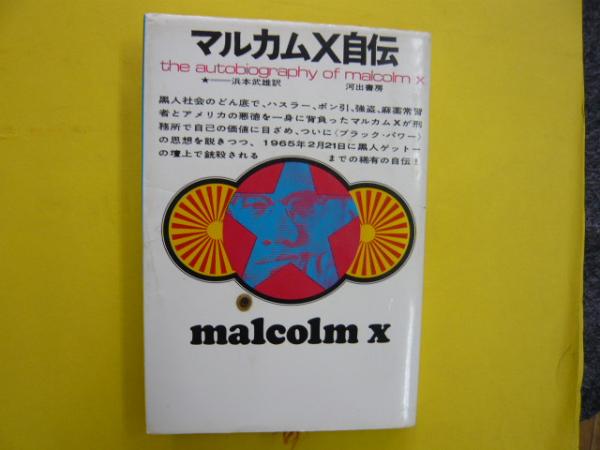 マルカムX自伝
the autobiography of malcolm x
★――浜本武雄訳 河出書房
黒人社会のどん底で、ハスラー、ポン引、強盗、麻薬常習
者とアメリカの悪徳を一身に背負ったマルカムXが刑
務所で自己の価値に目ざめ、ついに〈ブラック・パワー〉
の思想を説きつつ、1965年2月21日に黒人ゲットー
の壇上で銃殺される までの稀有の自伝!
malcolm x